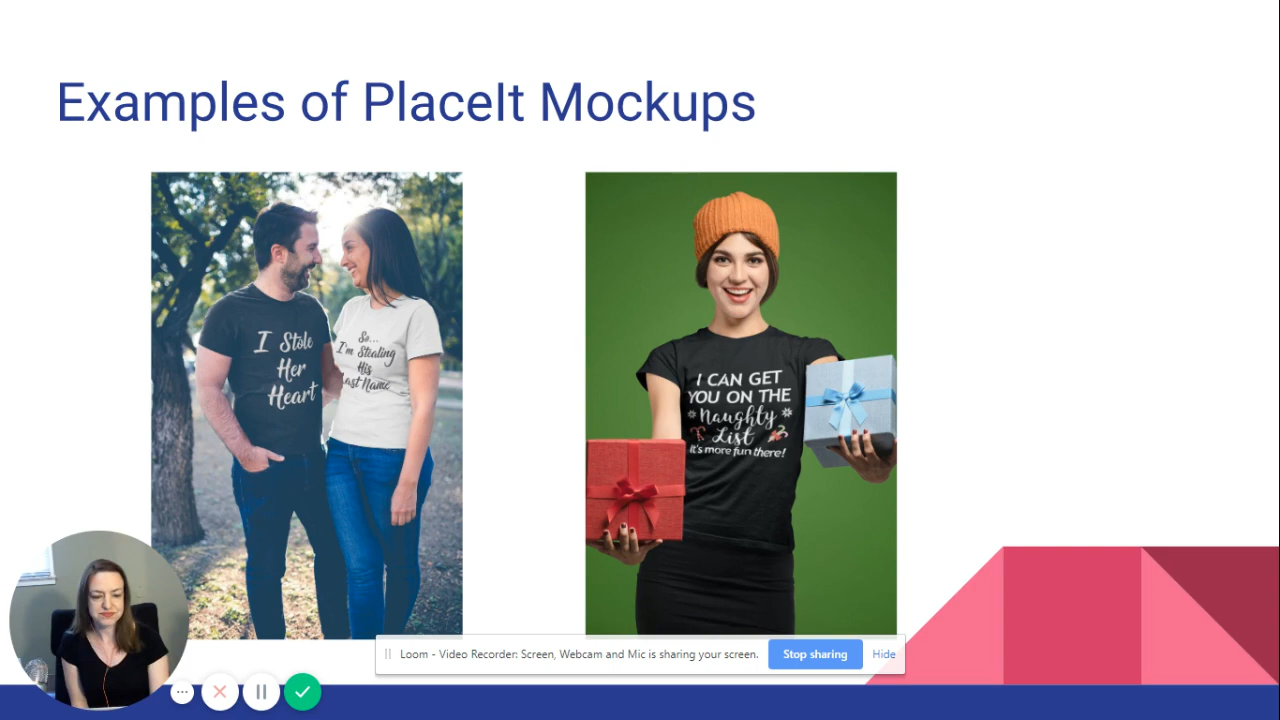 Examples of PlaceIt Mockups
I Stole
Her
Heart
So...
I'm Stealing
His
Last Name
I CAN GET
YOU ON THE
Naughty
List
it's more fun there!
Loom - Video Recorder: Screen, Webcam and Mic is sharing your screen.
Stop sharing
Hide